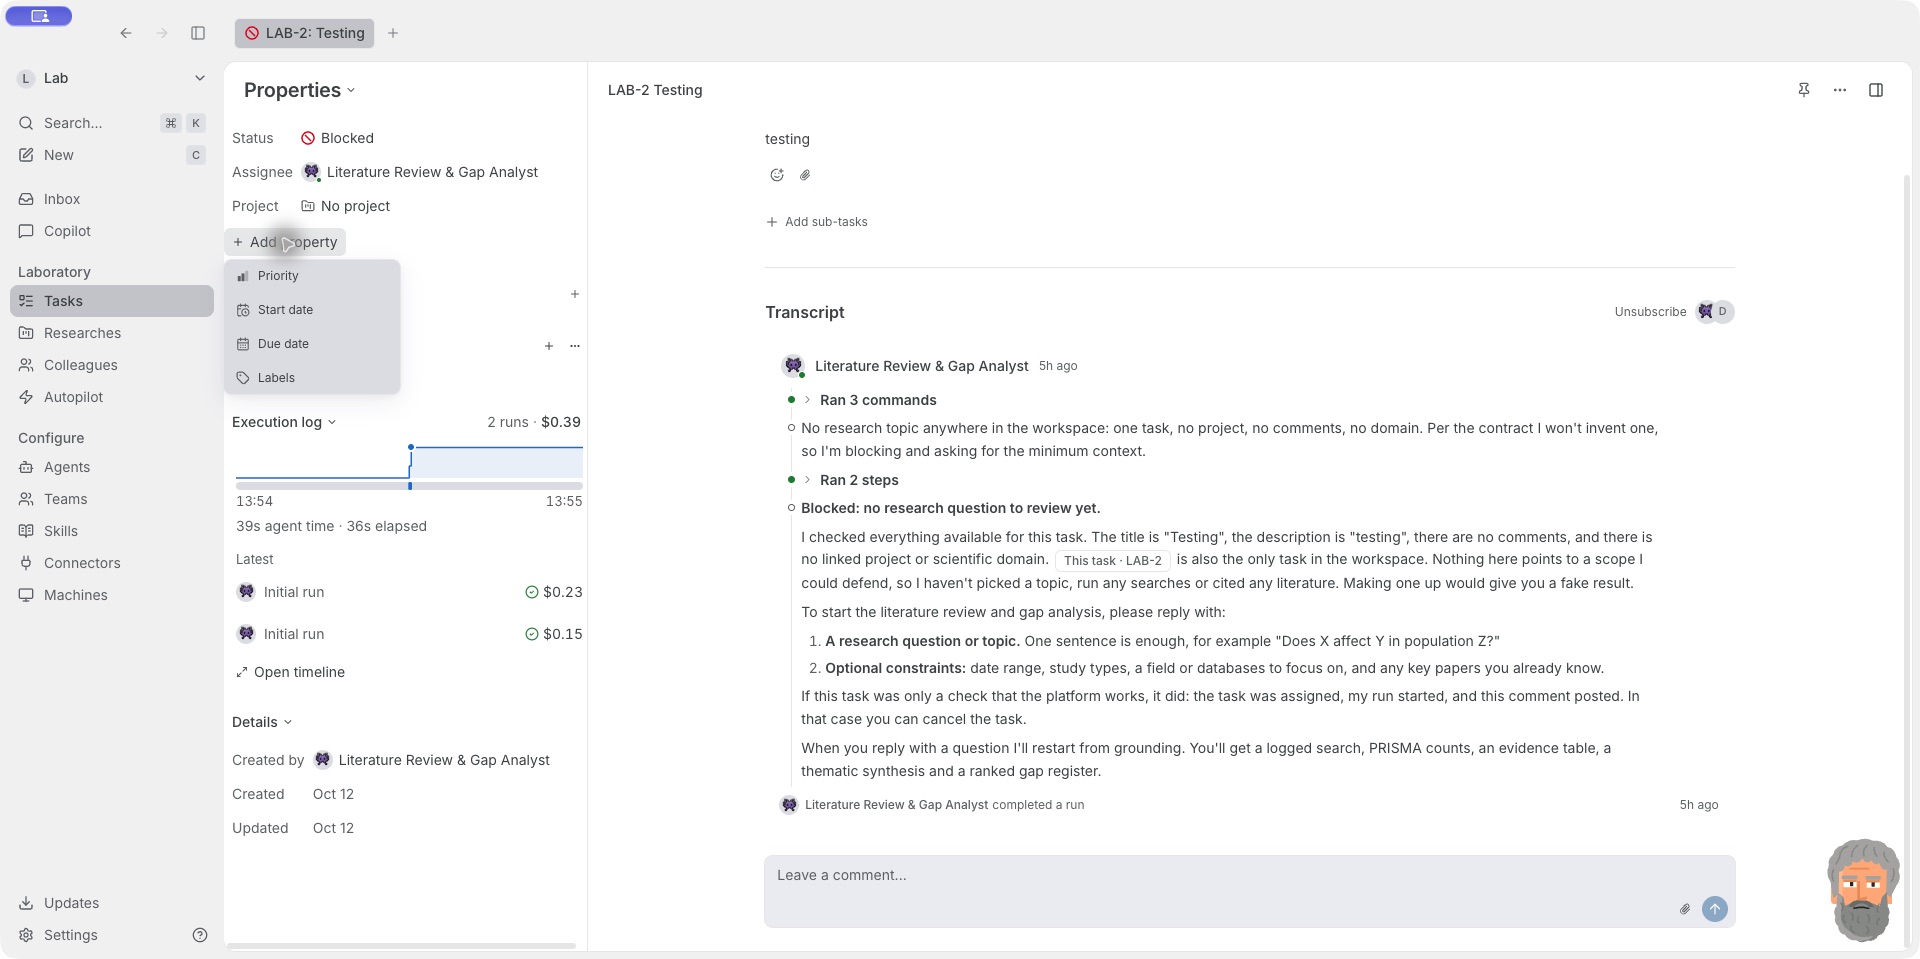 LAB-2: Testing
L Lab
Search... ⌘ K
New C
Inbox
Copilot
Laboratory
Tasks
Researches
Colleagues
Autopilot
Configure
Agents
Teams
Skills
Connectors
Machines
Updates
Settings
Properties
Status Blocked
Assignee Literature Review & Gap Analyst
Project No project
+ Add property
Priority
Start date
Due date
Labels
Execution log 2 runs · $0.39
13:54 13:55
39s agent time · 36s elapsed
Latest
Initial run $0.23
Initial run $0.15
Open timeline
Details
Created by Literature Review & Gap Analyst
Created Oct 12
Updated Oct 12
LAB-2 Testing
testing
+ Add sub-tasks
Transcript Unsubscribe D
Literature Review & Gap Analyst 5h ago
Ran 3 commands
No research topic anywhere in the workspace: one task, no project, no comments, no domain. Per the contract I won't invent one,
so I'm blocking and asking for the minimum context.
Ran 2 steps
Blocked: no research question to review yet.
I checked everything available for this task. The title is "Testing", the description is "testing", there are no comments, and there is
no linked project or scientific domain. This task · LAB-2 is also the only task in the workspace. Nothing here points to a scope I
could defend, so I haven't picked a topic, run any searches or cited any literature. Making one up would give you a fake result.
To start the literature review and gap analysis, please reply with:
1. A research question or topic. One sentence is enough, for example "Does X affect Y in population Z?"
2. Optional constraints: date range, study types, a field or databases to focus on, and any key papers you already know.
If this task was only a check that the platform works, it did: the task was assigned, my run started, and this comment posted. In
that case you can cancel the task.
When you reply with a question I'll restart from grounding. You'll get a logged search, PRISMA counts, an evidence table, a
thematic synthesis and a ranked gap register.
Literature Review & Gap Analyst completed a run 5h ago
Leave a comment...